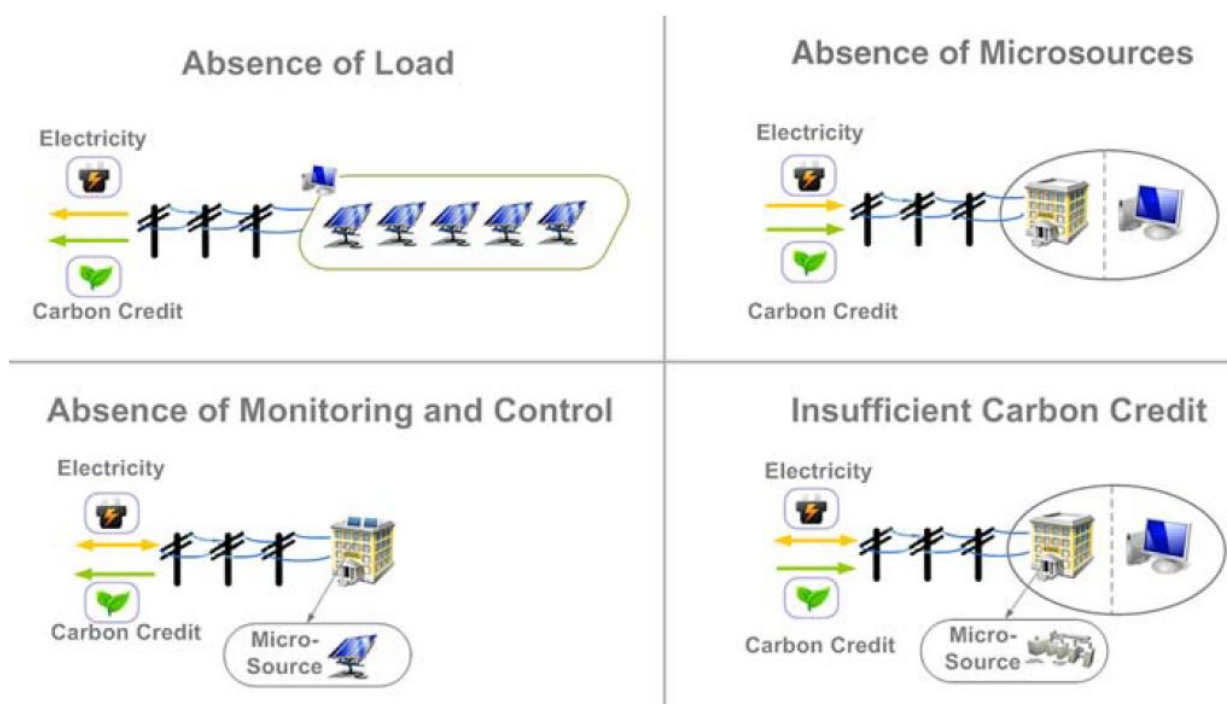 Absence of Load
Electricity
Carbon Credit
Absence of Microsources
Electricity
Carbon Credit
Absence of Monitoring and Control
Electricity
Carbon Credit
Micro-
Source
Insufficient Carbon Credit
Electricity
Carbon Credit
Micro-
Source